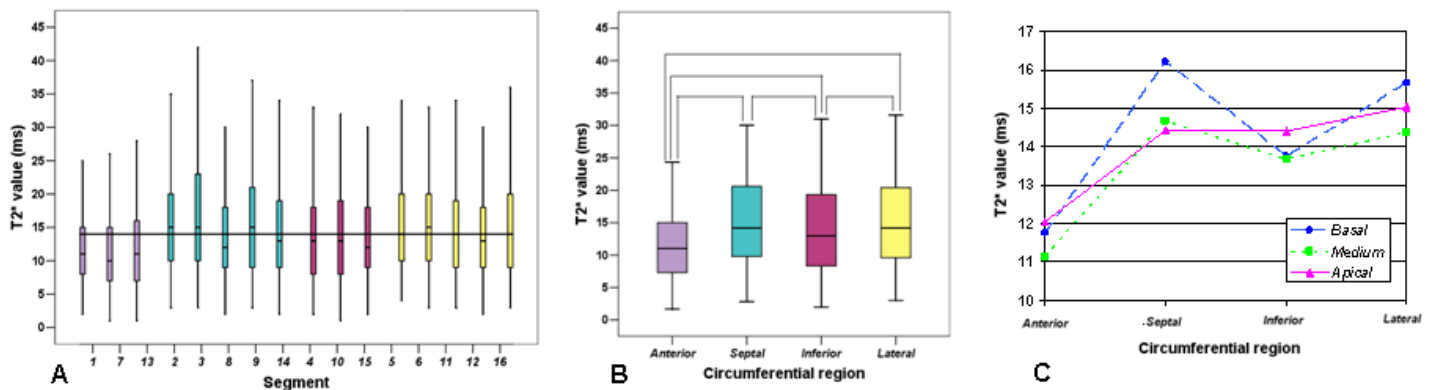 T2* value (ms)
45
40
35
30
25
20
15
10
5
0
1 7 13 2 3 8 9 14 4 10 15 5 6 11 12 16
Segment
A
T2* value (ms)
45
40
35
30
25
20
15
10
5
0
Anterior Septal Inferior Lateral
Circumferential region
B
T2* value (ms)
17
16
15
14
13
12
11
10
Basal
Medium
Apical
Anterior .Septal Inferior Lateral
Circumferential region
C